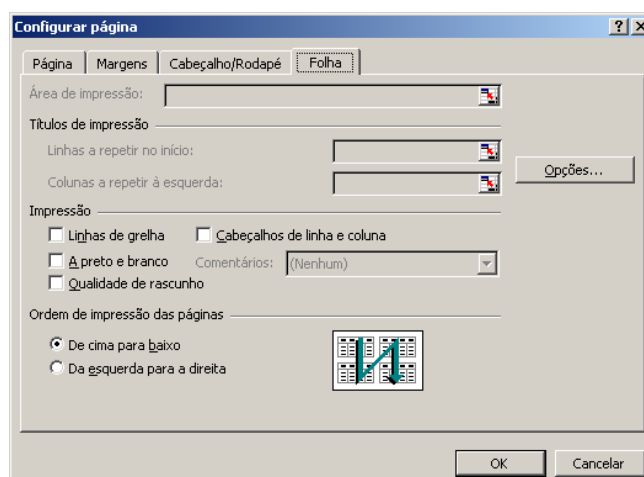 Configurar página
Página Margens Cabeçalho/Rodapé Folha
Área de impressão:
Títulos de impressão
Linhas a repetir no início:
Colunas a repetir à esquerda:
Opções...
Impressão
Linhas de grelha Cabeçalhos de linha e coluna
A preto e branco Comentários: (Nenhum)
Qualidade de rascunho
Ordem de impressão das páginas
De cima para baixo
Da esquerda para a direita
OK Cancelar